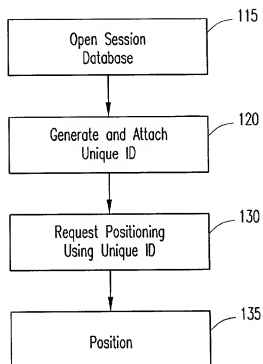 115
Open Session
Database
120
Generate and Attach
Unique ID
130
Request Positioning
Using Unique ID
135
Position